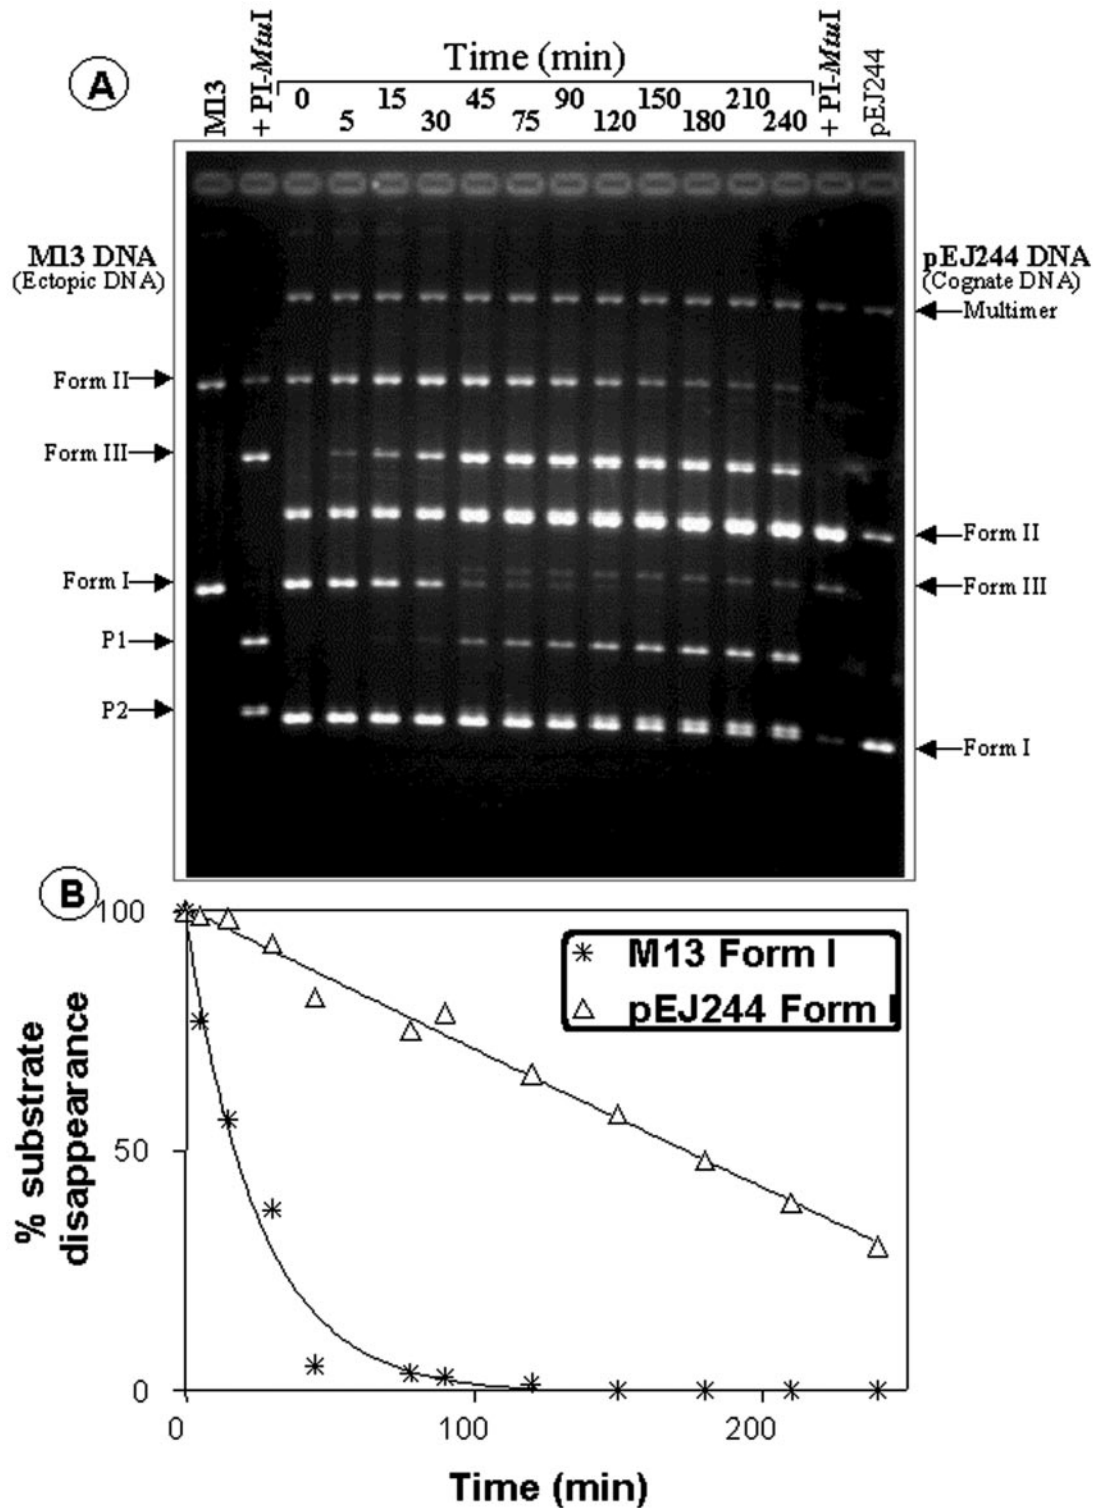 A
M13
+ PI-MtuI
Time (min)
0 15 45 90 150 210
5 30 75 120 180 240
+ PI-MtuI
pEJ244
M13 DNA
(Ectopic DNA)
pEJ244 DNA
(Cognate DNA)
Multimer
Form II
Form III
Form II
Form I
Form III
P1
P2
Form I
B
100
50
0
% substrate
disappearance
M13 Form I
pEJ244 Form I
0 100 200
Time (min)